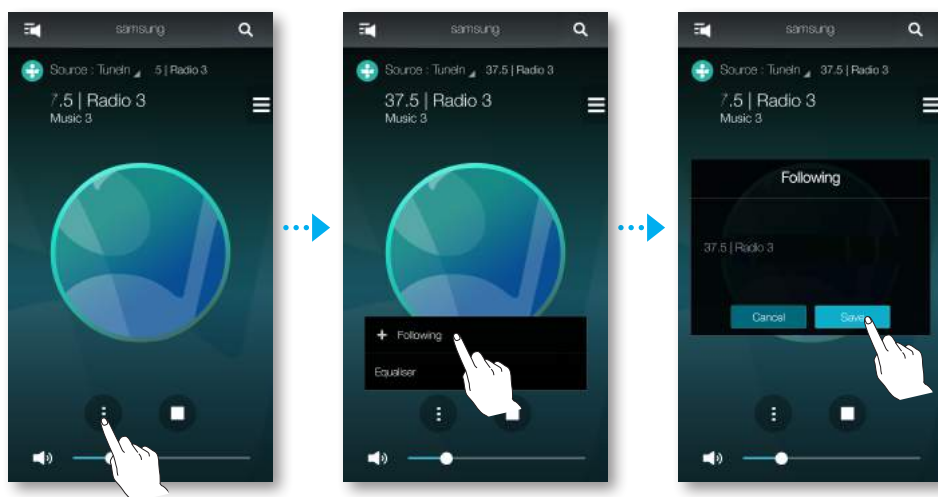 samsung
Source : TuneIn 5 | Radio 3
7.5 | Radio 3
Music 3
samsung
Source : TuneIn 37.5 | Radio 3
37.5 | Radio 3
Music 3
+ Following
Equaliser
samsung
Source : TuneIn 37.5 | Radio 3
7.5 | Radio 3
Music 3
Following
37.5 | Radio 3
Cancel Save